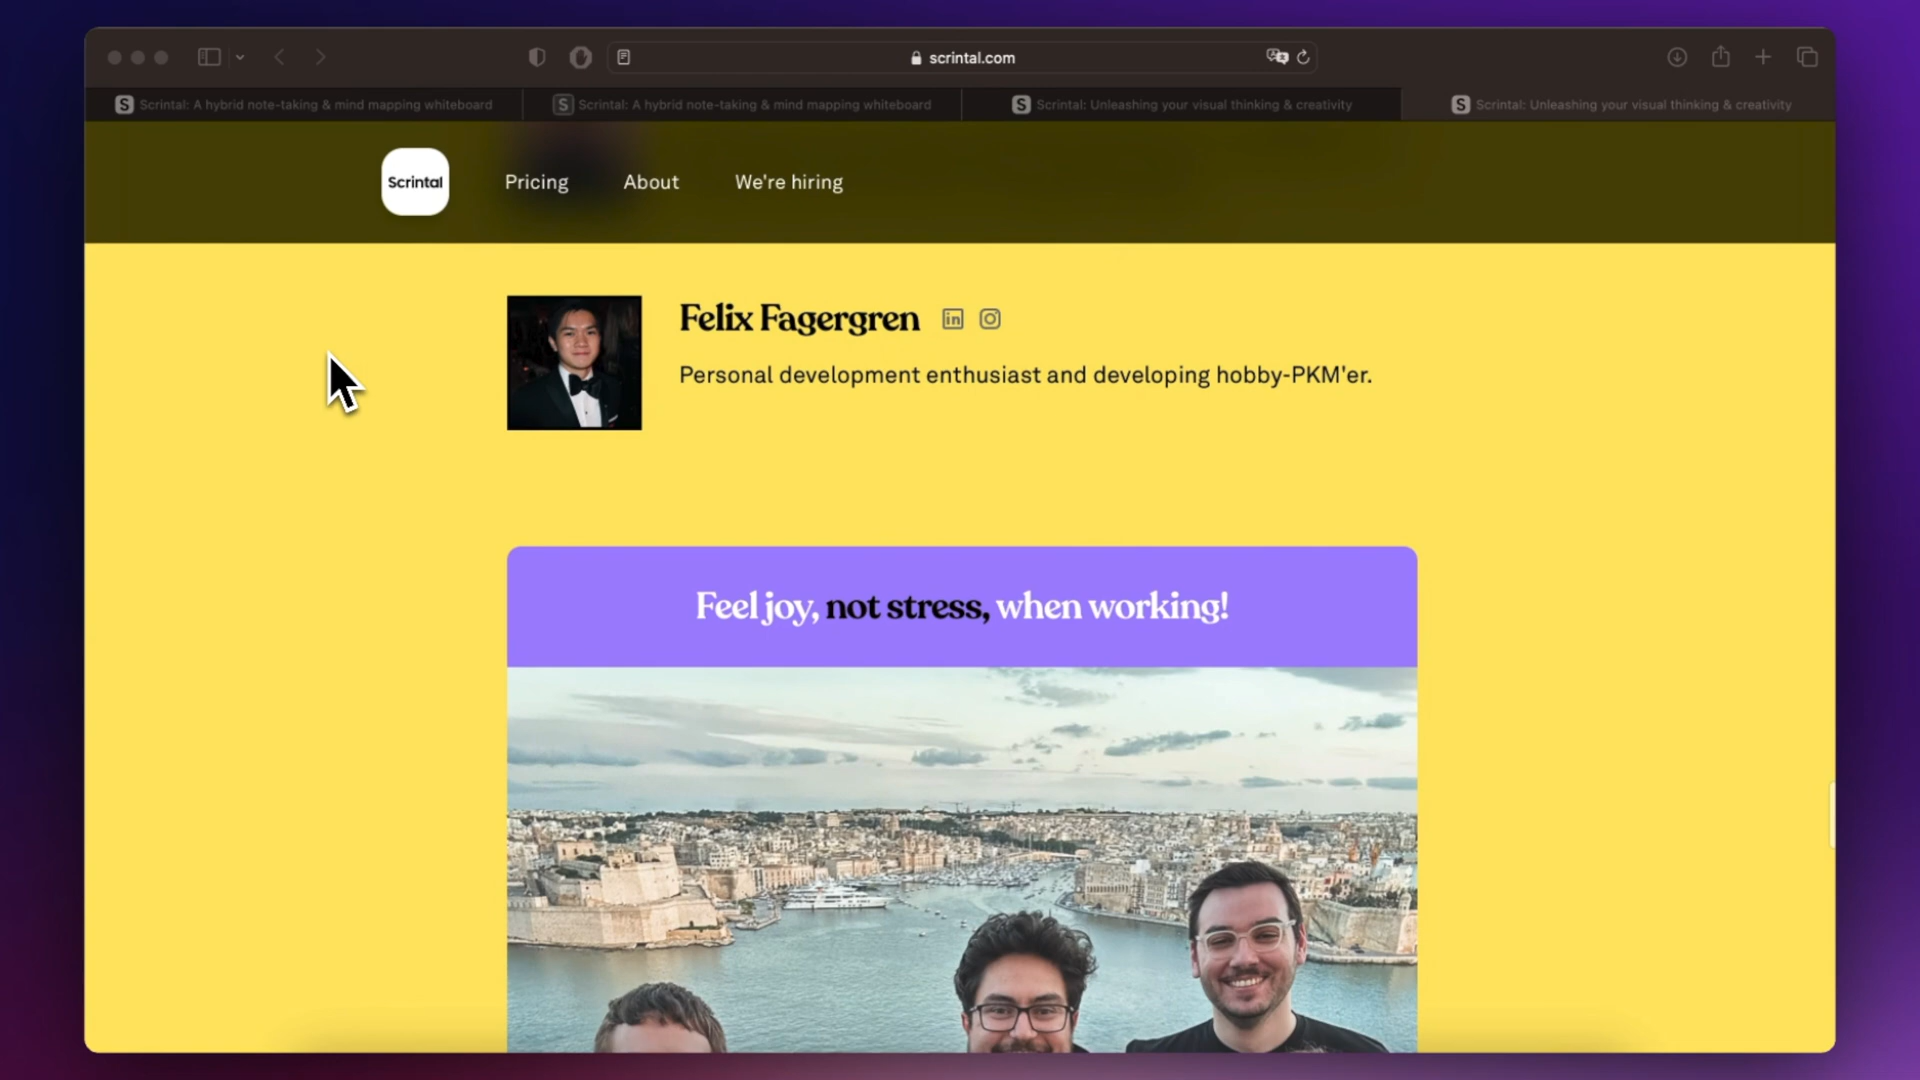 scrintal.com
S Scrintal: A hybrid note-taking & mind mapping whiteboard
S Scrintal: A hybrid note-taking & mind mapping whiteboard
S Scrintal: Unleashing your visual thinking & creativity
S Scrintal: Unleashing your visual thinking & creativity
Scrintal
Pricing
About
We're hiring
Felix Fagergren in
Personal development enthusiast and developing hobby-PKM'er.
Feel joy, not stress, when working!